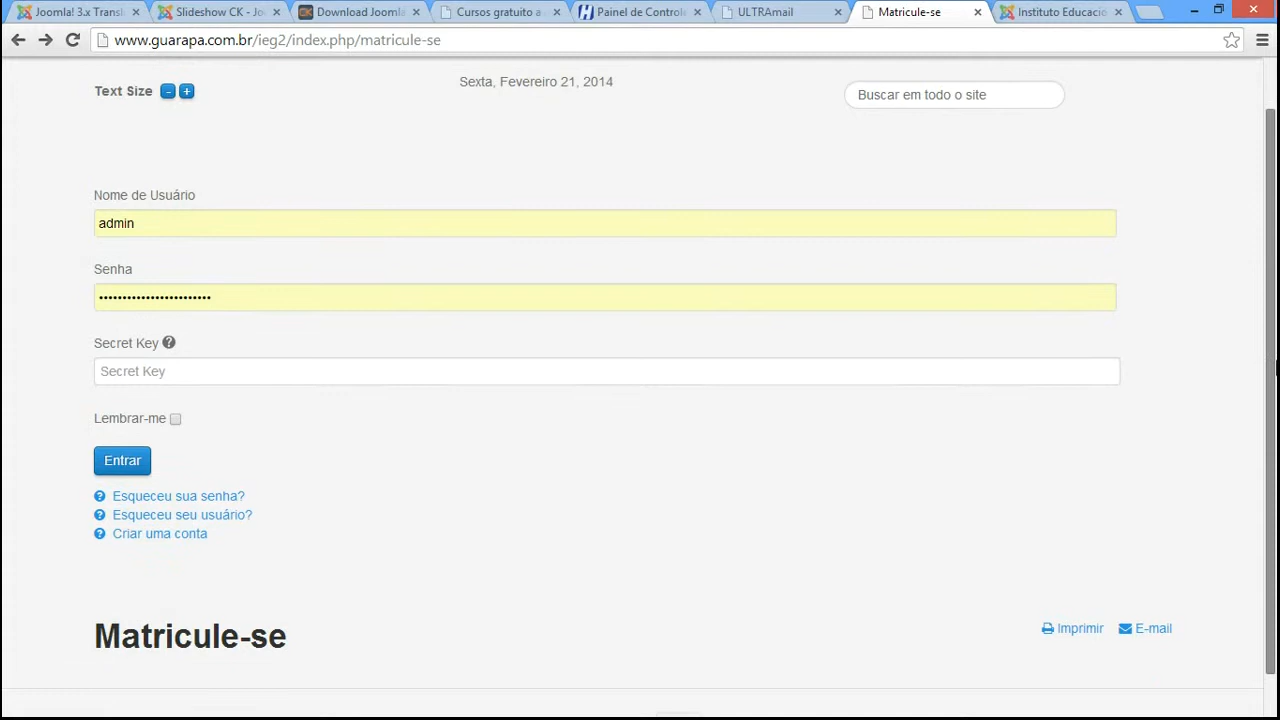 Joomla! 3.x Transl
Slideshow CK - Jo
Download Joomla
Cursos gratuito a
Painel de Controle
ULTRAmail
Matricule-se
Instituto Educacio
www.guarapa.com.br/ieg2/index.php/matricule-se
Text Size - +
Sexta, Fevereiro 21, 2014
Buscar em todo o site
Nome de Usuário
admin
Senha
Secret Key
Secret Key
Lembrar-me
Entrar
Esqueceu sua senha?
Esqueceu seu usuário?
Criar uma conta
Matricule-se
Imprimir
E-mail